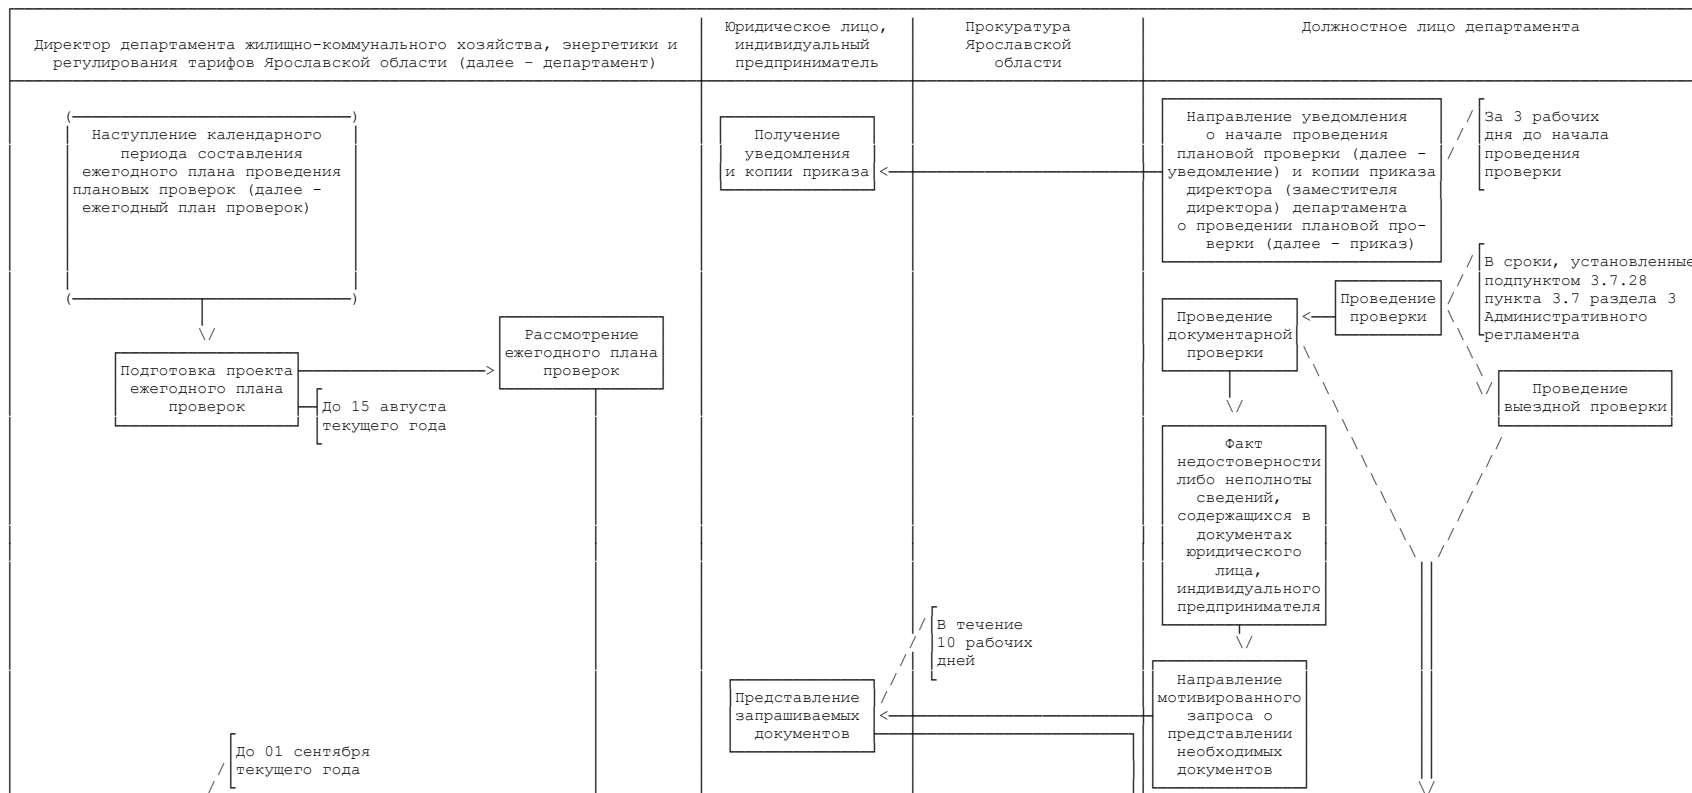 Директор департамента жилищно-коммунального хозяйства, энергетики и
регулирования тарифов Ярославской области (далее - департамент)
Юридическое лицо,
индивидуальный
предприниматель
Прокуратура
Ярославской
области
Должностное лицо департамента
Наступление календарного
периода составления
ежегодного плана проведения
плановых проверок (далее -
ежегодный план проверок)
Получение
уведомления
и копии приказа
Направление уведомления
о начале проведения
плановой проверки (далее -
уведомление) и копии приказа
директора (заместителя
директора) департамента
о проведении плановой про-
верки (далее - приказ)
За 3 рабочих
дня до начала
проведения
проверки
В сроки, установленные
подпунктом 3.7.28
пункта 3.7 раздела 3
Административного
регламента
Проведение
проверки
Проведение
документарной
проверки
Рассмотрение
ежегодного плана
проверок
Подготовка проекта
ежегодного плана
проверок
До 15 августа
текущего года
Проведение
выездной проверки
Факт
недостоверности
либо неполноты
сведений,
содержащихся в
документах
юридического
лица,
индивидуального
предпринимателя
В течение
10 рабочих
дней
Представление
запрашиваемых
документов
Направление
мотивированного
запроса о
представлении
необходимых
документов
До 01 сентября
текущего года